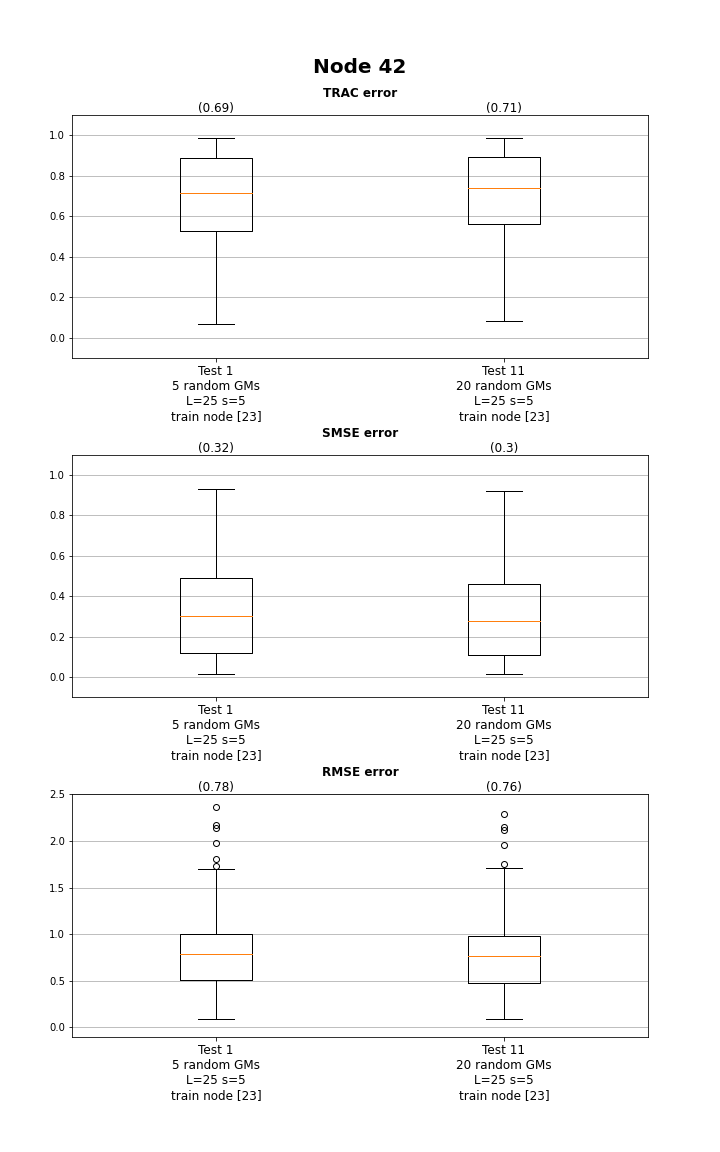 Node 42
TRAC error
(0.69) (0.71)
1.0
0.8
0.6
0.4
0.2
0.0
Test 1 Test 11
5 random GMs 20 random GMs
L=25 s=5 L=25 s=5
train node [23] train node [23]
SMSE error
(0.32) (0.3)
1.0
0.8
0.6
0.4
0.2
0.0
Test 1 Test 11
5 random GMs 20 random GMs
L=25 s=5 L=25 s=5
train node [23] train node [23]
RMSE error
(0.78) (0.76)
2.5
2.0
1.5
1.0
0.5
0.0
Test 1 Test 11
5 random GMs 20 random GMs
L=25 s=5 L=25 s=5
train node [23] train node [23]